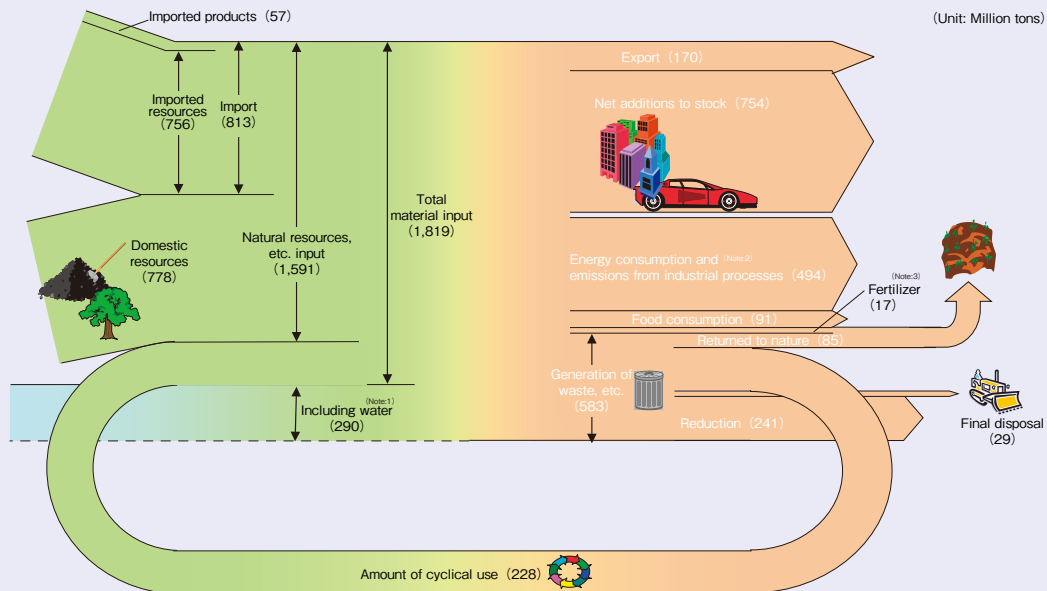 Imported products（57）
（Unit: Million tons）
Export（170）
Imported
resources
（756）
Import
（813）
Net additions to stock（754）
Total
material input
（1,819）
Natural resources,
etc. input
（1,591）
Domestic
resources
（778）
Energy consumption and (Note:2)
emissions from industrial processes（494）
(Note:3)
Fertilizer
（17）
Food consumption（91）
Returned to nature（85）
Generation of
waste, etc.
（583）
(Note:1)
Including water
（290）
Reduction（241）
Final disposal
（29）
Amount of cyclical use（228）